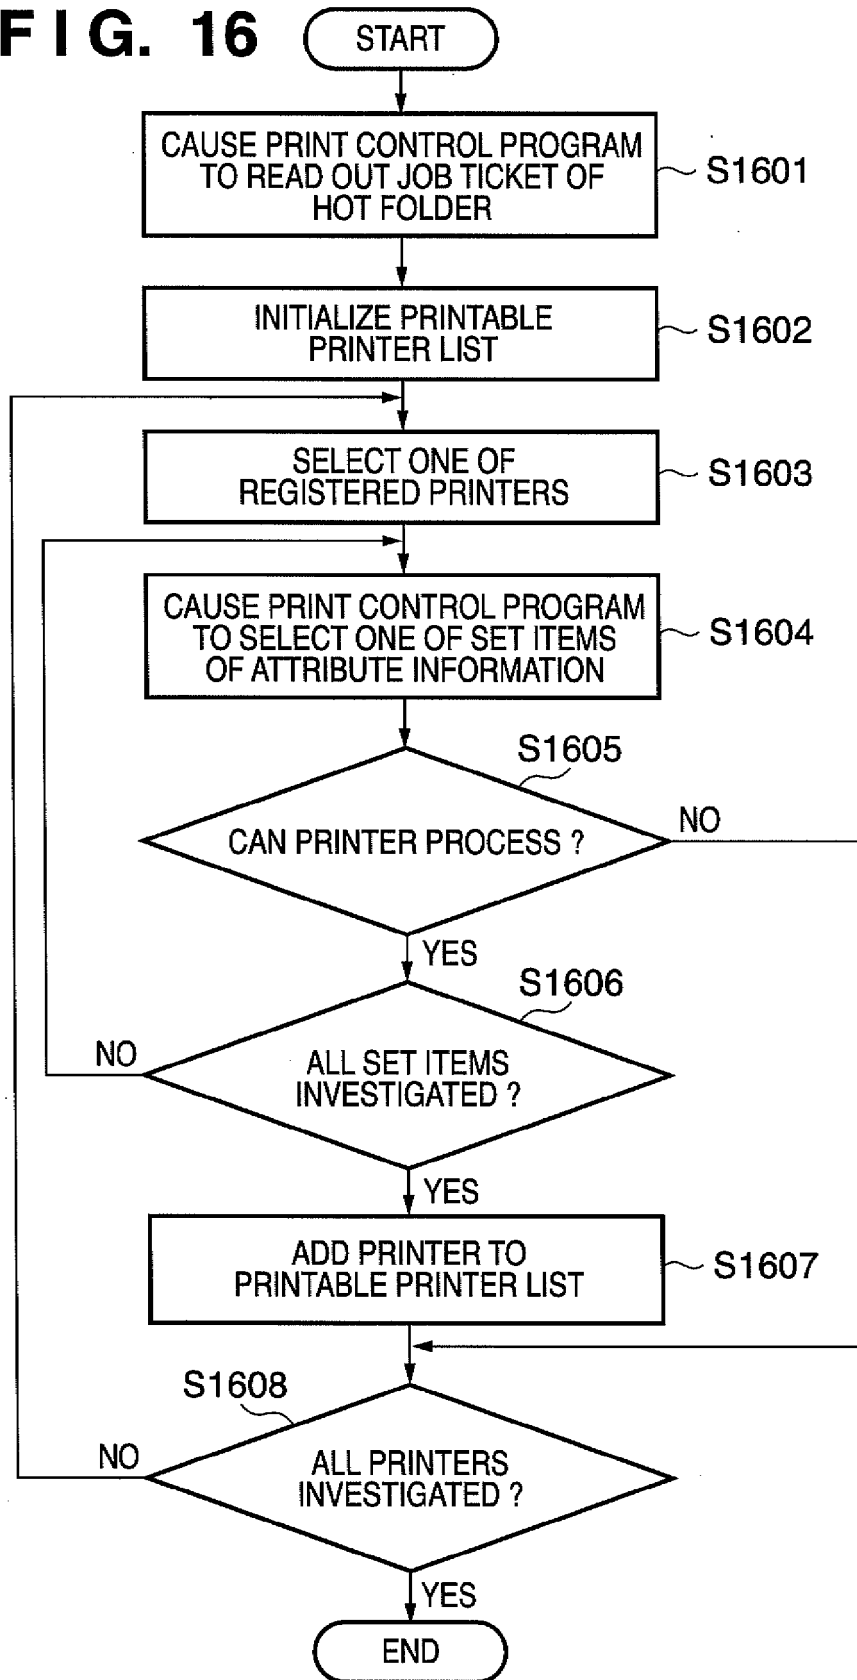 FIG. 16
START
CAUSE PRINT CONTROL PROGRAM
TO READ OUT JOB TICKET OF
HOT FOLDER
S1601
INITIALIZE PRINTABLE
PRINTER LIST
S1602
SELECT ONE OF
REGISTERED PRINTERS
S1603
CAUSE PRINT CONTROL PROGRAM
TO SELECT ONE OF SET ITEMS
OF ATTRIBUTE INFORMATION
S1604
S1605
CAN PRINTER PROCESS ?
NO
YES
S1606
NO
ALL SET ITEMS
INVESTIGATED ?
YES
ADD PRINTER TO
PRINTABLE PRINTER LIST
S1607
S1608
NO
ALL PRINTERS
INVESTIGATED ?
YES
END